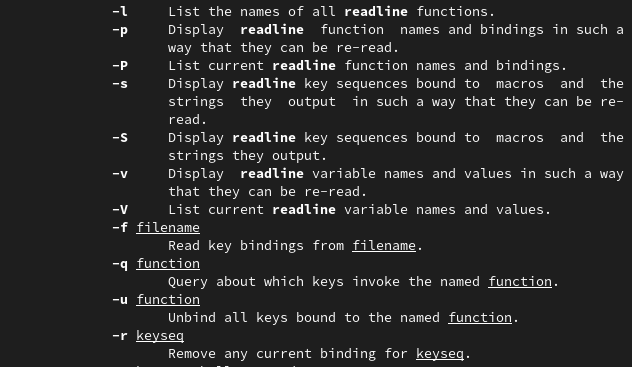 -l List the names of all readline functions.
-p Display readline function names and bindings in such a
way that they can be re-read.
-P List current readline function names and bindings.
-s Display readline key sequences bound to macros and the
strings they output in such a way that they can be re-
read.
-S Display readline key sequences bound to macros and the
strings they output.
-v Display readline variable names and values in such a way
that they can be re-read.
-V List current readline variable names and values.
-f filename
Read key bindings from filename.
-q function
Query about which keys invoke the named function.
-u function
Unbind all keys bound to the named function.
-r keyseq
Remove any current binding for keyseq.